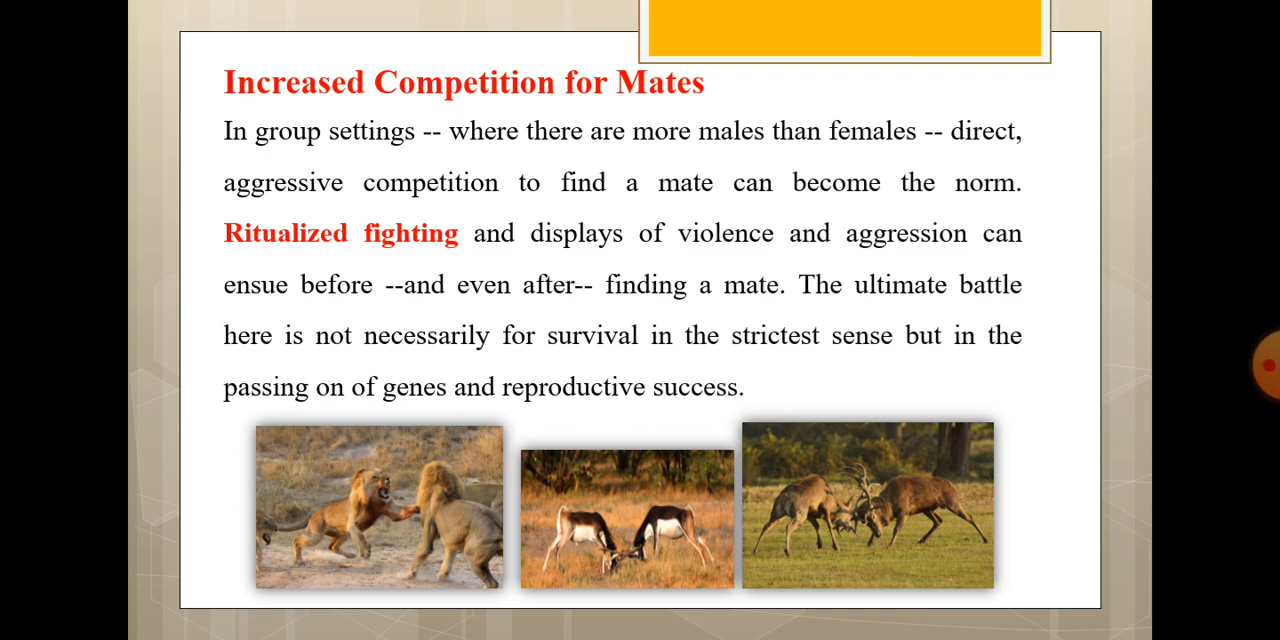 Increased Competition for Mates
In group settings -- where there are more males than females -- direct,
aggressive competition to find a mate can become the norm.
Ritualized fighting and displays of violence and aggression can
ensue before --and even after-- finding a mate. The ultimate battle
here is not necessarily for survival in the strictest sense but in the
passing on of genes and reproductive success.